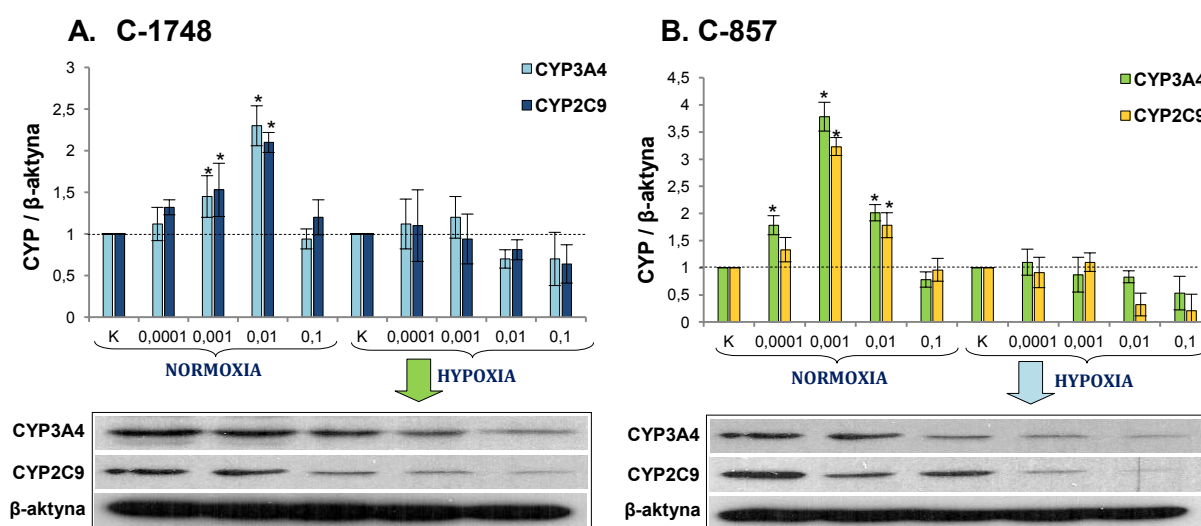 A. C-1748
CYP3A4
CYP2C9
CYP / β-aktyna
3
2,5
2
1,5
1
0,5
0
* * * *
K 0,0001 0,001 0,01 0,1 K 0,0001 0,001 0,01 0,1
NORMOXIA HYPOXIA
CYP3A4
CYP2C9
β-aktyna
B. C-857
CYP3A4
CYP2C9
CYP / β-aktyna
4,5
4
3,5
3
2,5
2
1,5
1
0,5
0
* * * * *
K 0,0001 0,001 0,01 0,1 K 0,0001 0,001 0,01 0,1
NORMOXIA HYPOXIA
CYP3A4
CYP2C9
β-aktyna